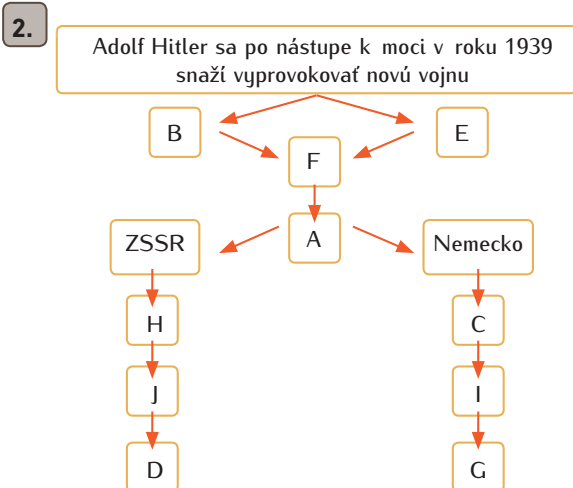 2.
Adolf Hitler sa po nástupe k moci v roku 1939
snaží vyprovokovať novú vojnu
B
E
F
ZSSR
A
Nemecko
H
C
J
I
D
G